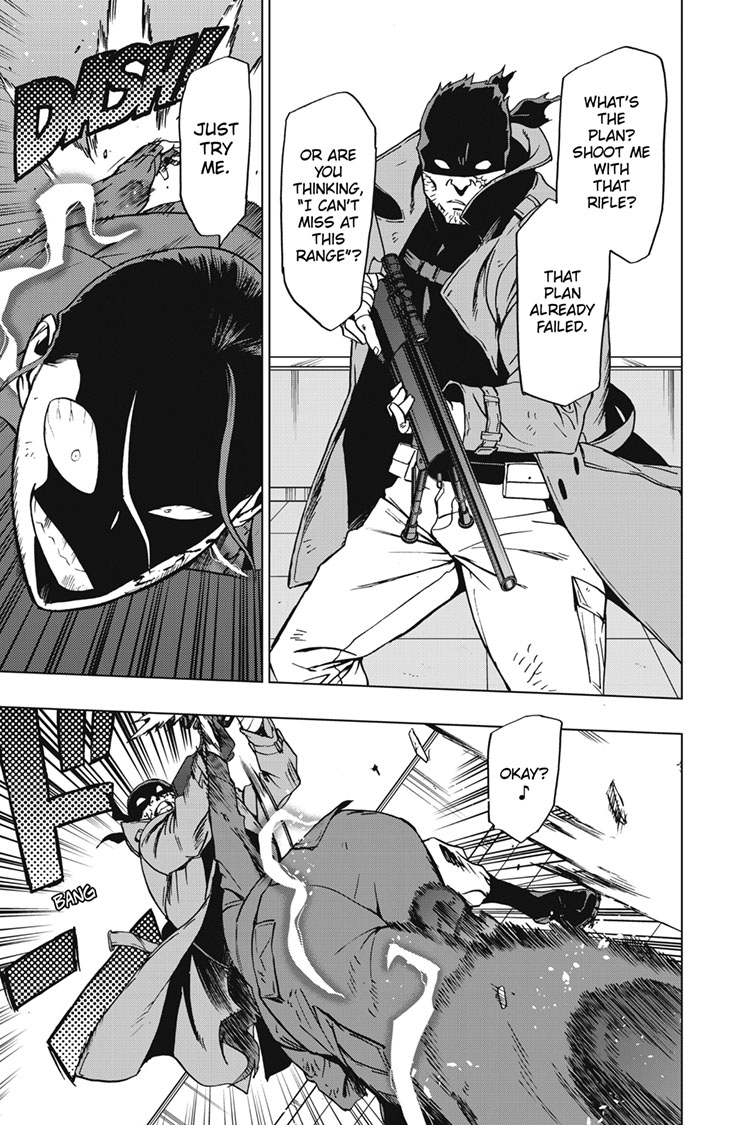 WHAT'S
THE
PLAN?
SHOOT ME
WITH
THAT
RIFLE?
THAT
PLAN
ALREADY
FAILED.
OR ARE
YOU
THINKING,
"I CAN'T
MISS AT
THIS
RANGE"?
JUST
TRY
ME.
DASH!
OKAY?
♪
BANG